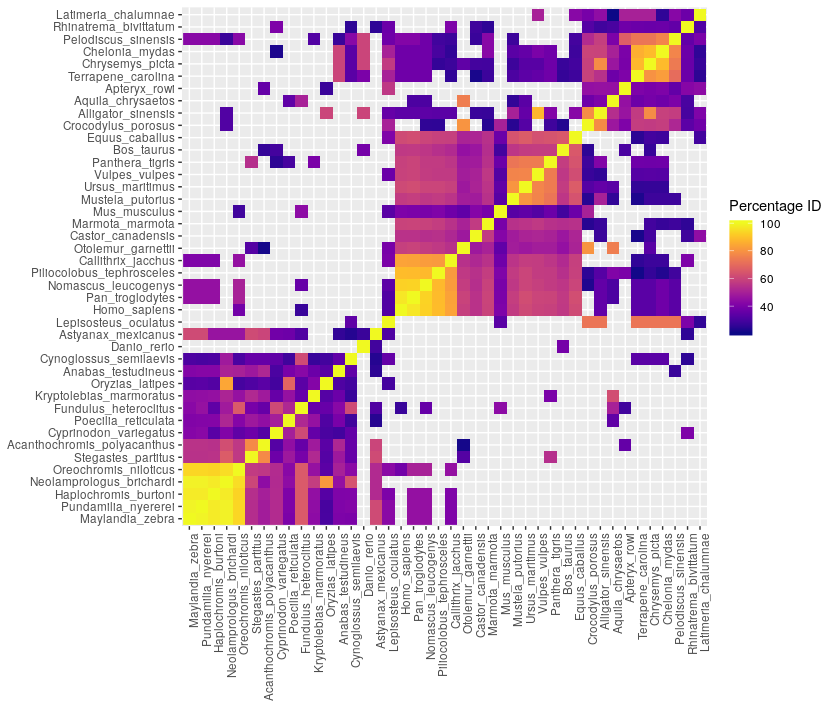 Latimeria_chalumnae
Rhinatrema_bivittatum
Pelodiscus_sinensis
Chelonia_mydas
Chrysemys_picta
Terrapene_carolina
Apteryx_rowi
Aquila_chrysaetos
Alligator_sinensis
Crocodylus_porosus
Equus_caballus
Bos_taurus
Panthera_tigris
Vulpes_vulpes
Ursus_maritimus
Mustela_putorius
Mus_musculus
Marmota_marmota
Castor_canadensis
Otolemur_garnettii
Callithrix_jacchus
Piliocolobus_tephrosceles
Nomascus_leucogenys
Pan_troglodytes
Homo_sapiens
Lepisosteus_oculatus
Astyanax_mexicanus
Danio_rerio
Cynoglossus_semilaevis
Anabas_testudineus
Oryzias_latipes
Kryptolebias_marmoratus
Fundulus_heteroclitus
Poecilia_reticulata
Cyprinodon_variegatus
Acanthochromis_polyacanthus
Stegastes_partitus
Oreochromis_niloticus
Neolamprologus_brichardi
Haplochromis_burtoni
Pundamilia_nyererei
Maylandia_zebra
Maylandia_zebra
Pundamilia_nyererei
Haplochromis_burtoni
Neolamprologus_brichardi
Oreochromis_niloticus
Stegastes_partitus
Acanthochromis_polyacanthus
Cyprinodon_variegatus
Poecilia_reticulata
Fundulus_heteroclitus
Kryptolebias_marmoratus
Oryzias_latipes
Anabas_testudineus
Cynoglossus_semilaevis
Danio_rerio
Astyanax_mexicanus
Lepisosteus_oculatus
Homo_sapiens
Pan_troglodytes
Nomascus_leucogenys
Piliocolobus_tephrosceles
Callithrix_jacchus
Otolemur_garnettii
Castor_canadensis
Marmota_marmota
Mus_musculus
Mustela_putorius
Ursus_maritimus
Vulpes_vulpes
Panthera_tigris
Bos_taurus
Equus_caballus
Crocodylus_porosus
Alligator_sinensis
Aquila_chrysaetos
Apteryx_rowi
Terrapene_carolina
Chrysemys_picta
Chelonia_mydas
Pelodiscus_sinensis
Rhinatrema_bivittatum
Latimeria_chalumnae
Percentage ID
100
80
60
40